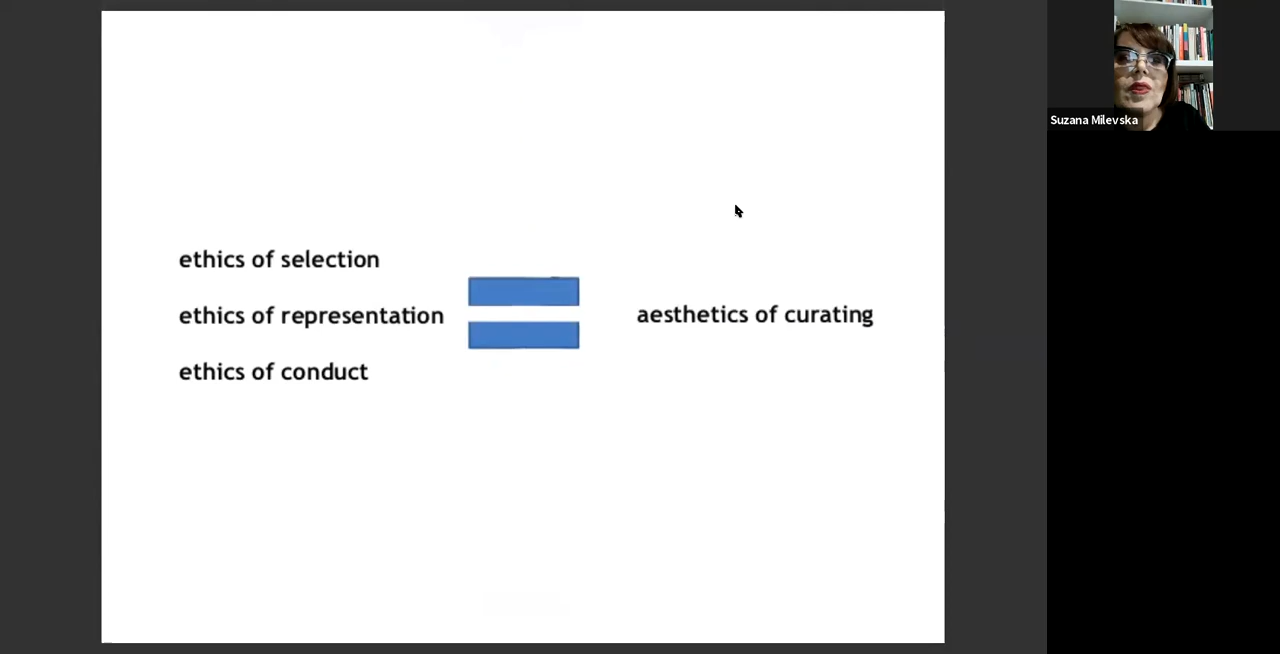 ethics of selection
ethics of representation
aesthetics of curating
ethics of conduct
Suzana Milevska